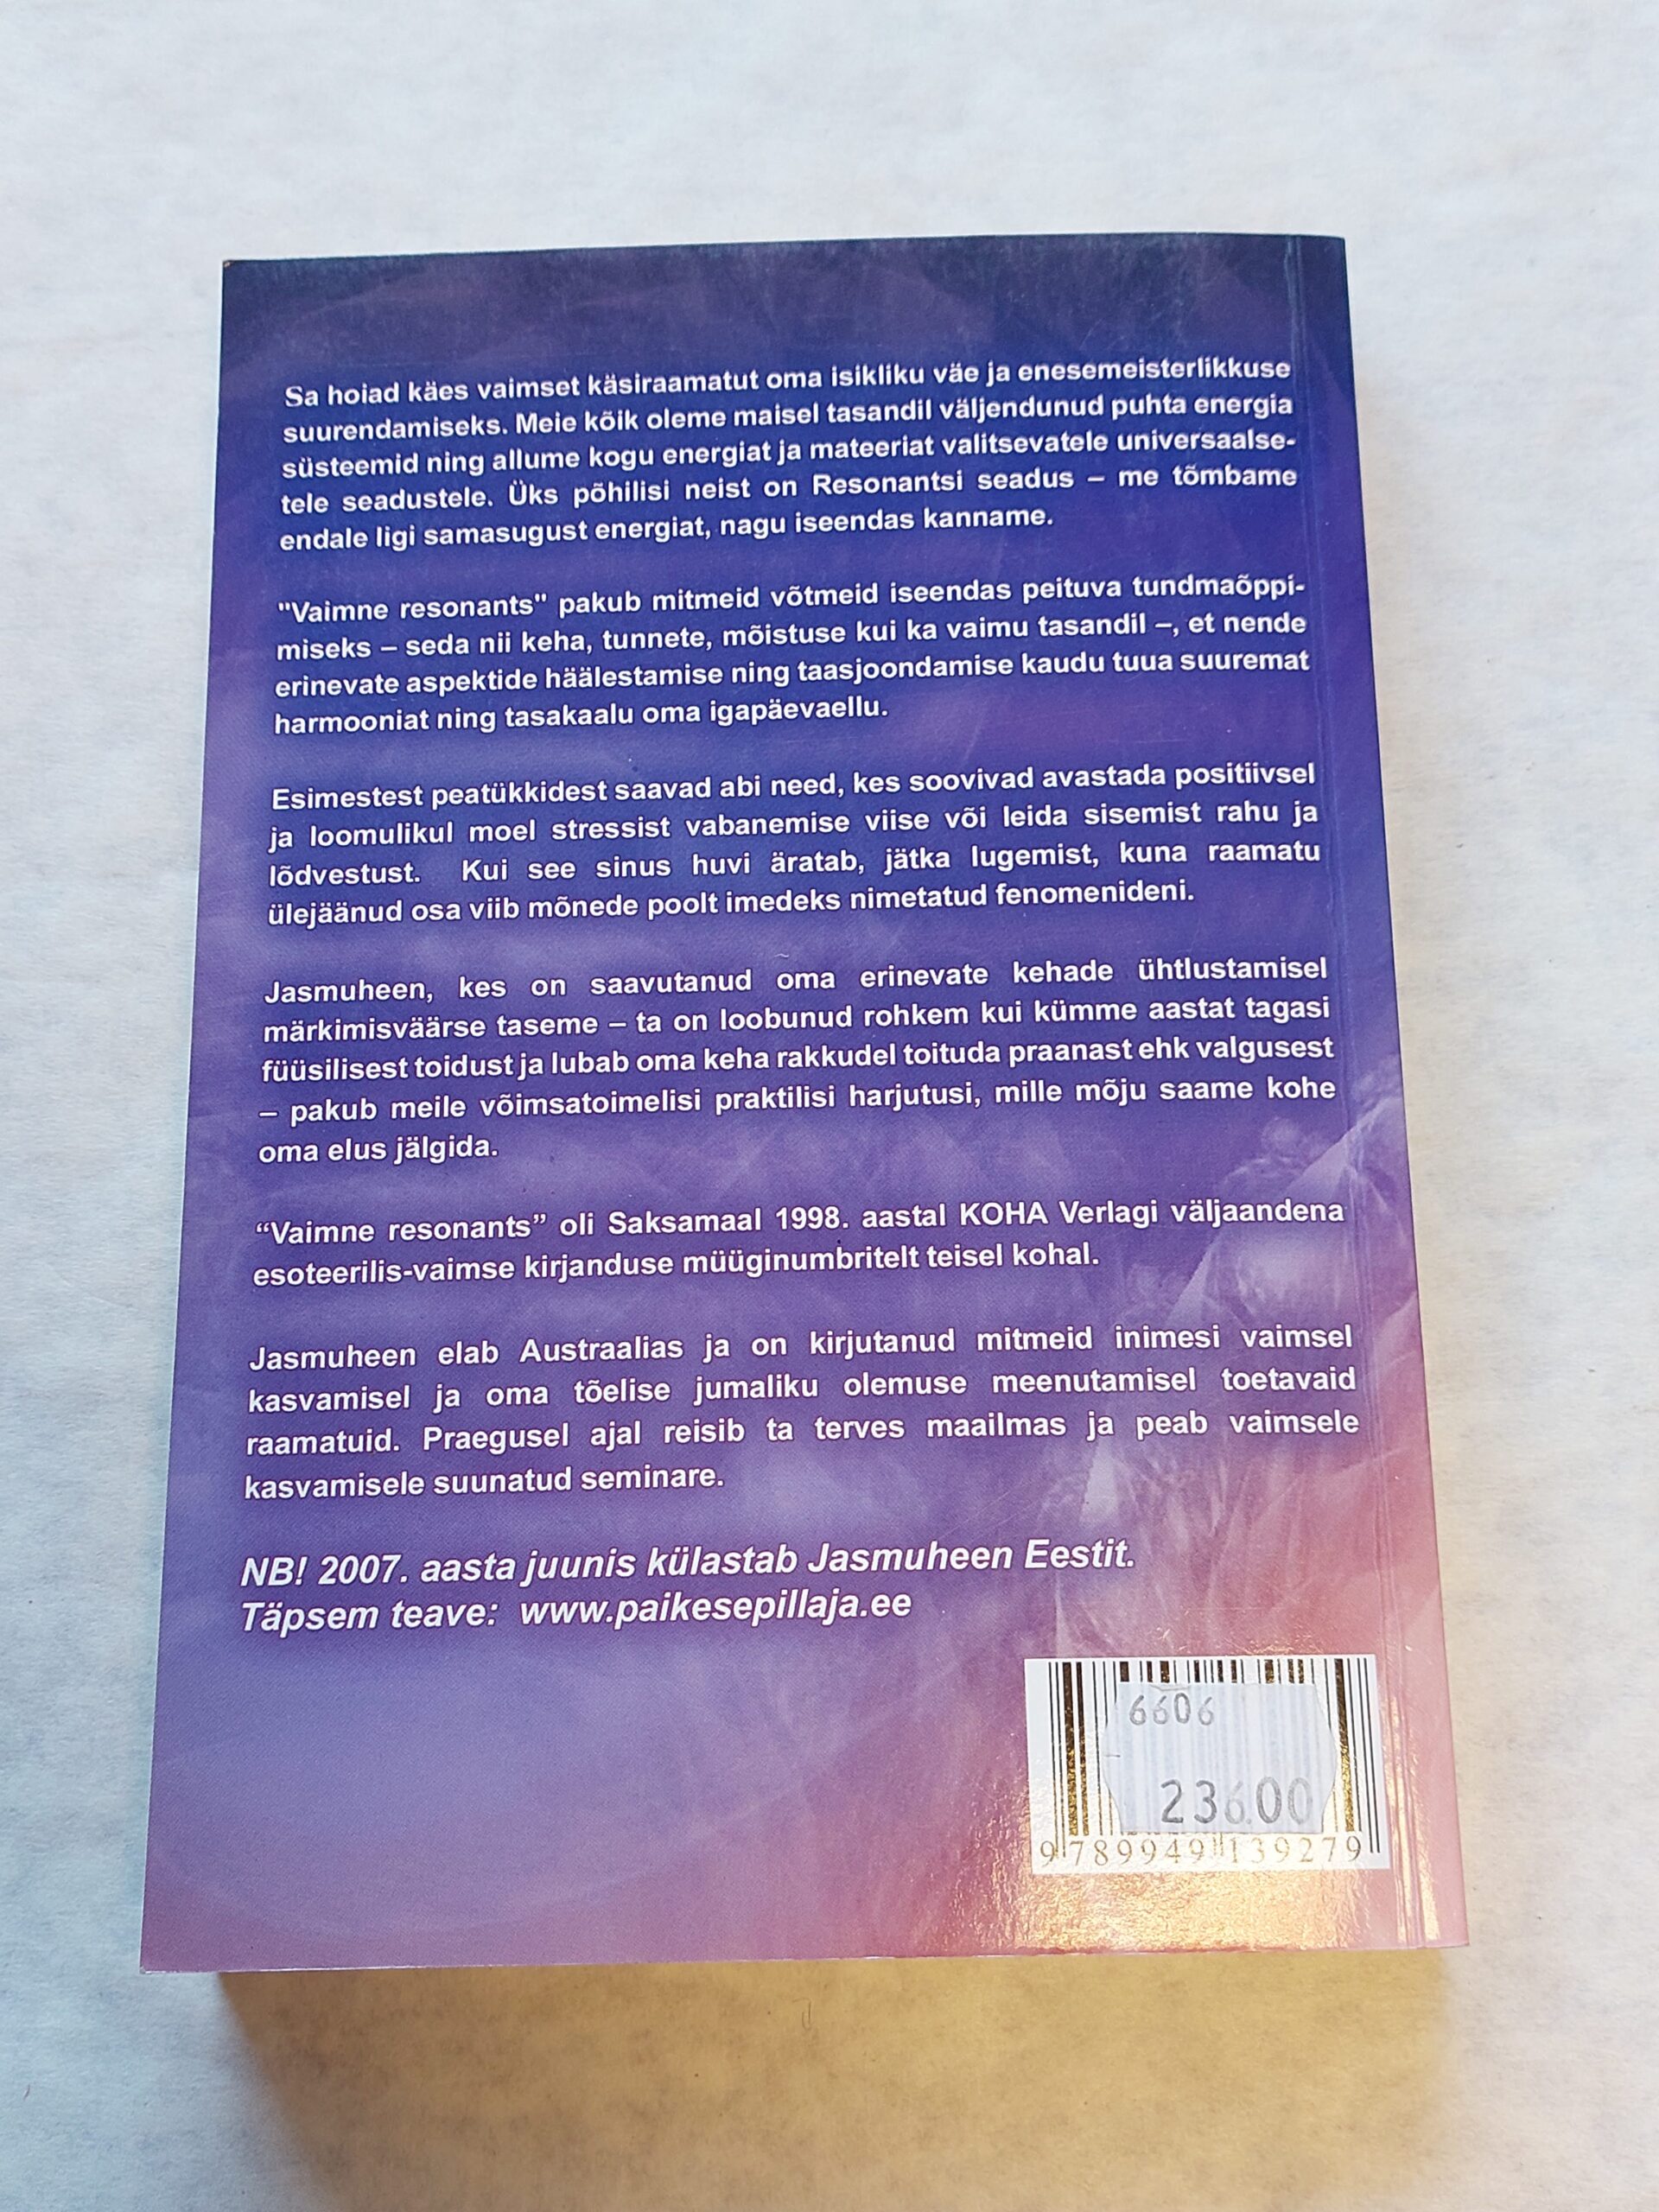 Sa hoiad käes vaimset käsiraamatut oma isikliku väe ja enesemeisterlikkuse
suurendamiseks. Meie kõik oleme maisel tasandil väljendunud puhta energia
süsteemid ning allume kogu energiat ja mateeriat valitsevatele universaalse-
tele seadustele. Üks põhilisi neist on Resonantsi seadus – me tõmbame
endale ligi samasugust energiat, nagu iseendas kanname.
"Vaimne resonants" pakub mitmeid võtmeid iseendas peituva tundmaõppi-
miseks – seda nii keha, tunnete, mõistuse kui ka vaimu tasandil –, et nende
erinevate aspektide häälestamise ning taasjoondamise kaudu tuua suuremat
harmooniat ning tasakaalu oma igapäevaellu.
Esimestest peatükkidest saavad abi need, kes soovivad avastada positiivsel
ja loomulikul moel stressist vabanemise viise või leida sisemist rahu ja
lõdvestust. Kui see sinus huvi äratab, jätka lugemist, kuna raamatu
ülejäänud osa viib mõnede poolt imedeks nimetatud fenomenideni.
Jasmuheen, kes on saavutanud oma erinevate kehade ühtlustamisel
märkimisväärse taseme – ta on loobunud rohkem kui kümme aastat tagasi
füüsilisest toidust ja lubab oma keha rakkudel toituda praanast ehk valgusest
– pakub meile võimsatoimelisi praktilisi harjutusi, mille mõju saame kohe
oma elus jälgida.
“Vaimne resonants” oli Saksamaal 1998. aastal KOHA Verlagi väljaandena
esoteerilis-vaimse kirjanduse müüginumbritelt teisel kohal.
Jasmuheen elab Austraalias ja on kirjutanud mitmeid inimesi vaimsel
kasvamisel ja oma tõelise jumaliku olemuse meenutamisel toetavaid
raamatuid. Praegusel ajal reisib ta terves maailmas ja peab vaimsele
kasvamisele suunatud seminare.
NB! 2007. aasta juunis külastab Jasmuheen Eestit.
Täpsem teave: www.paikesepillaja.ee
6606
236.00
9 789949 139279